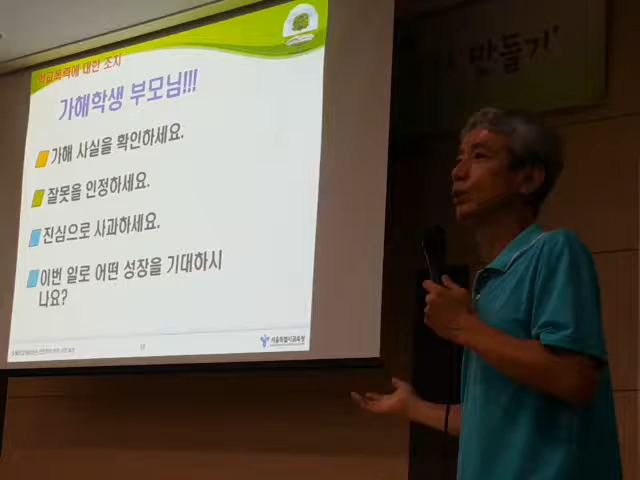 학교폭력에 대한 조치
가해학생 부모님!!!
가해 사실을 확인하세요.
잘못을 인정하세요.
진심으로 사과하세요.
이번 일로 어떤 성장을 기대하시
나요?
서울특별시교육청
만들기'